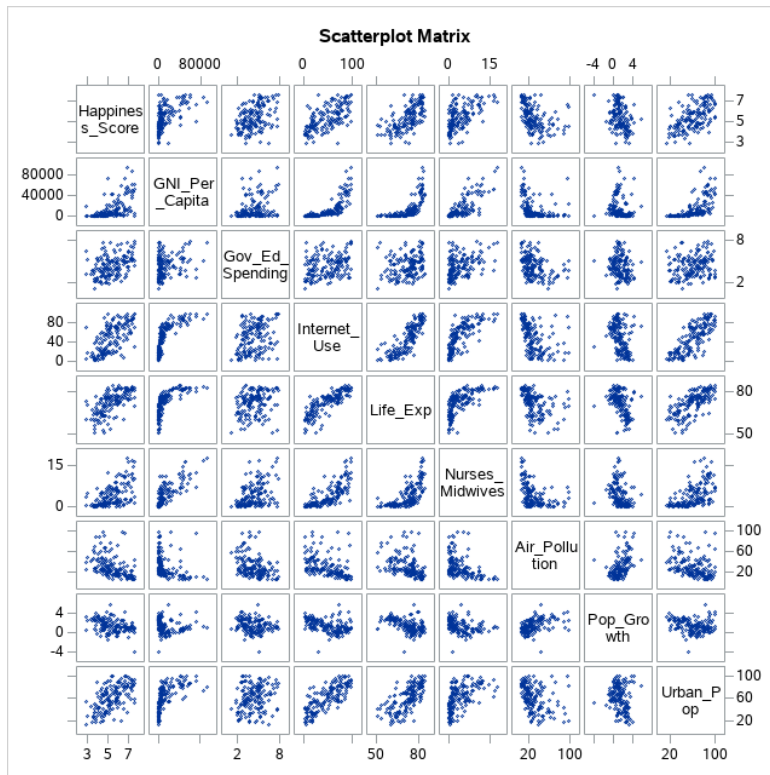 Scatterplot Matrix
0 80000 0 100 0 15 -4 0 4
Happines
s_Score
7
5
3
80000
40000
0
GNI_Per
_Capita
Gov_Ed_
Spending
8
2
80
40
0
Internet_
Use
Life_Exp
80
50
15
0
Nurses_
Midwives
Air_Pollu
tion
100
60
20
4
0
-4
Pop_Gro
wth
Urban_P
op
100
60
20
3 5 7 2 8 50 80 20 100 20 100